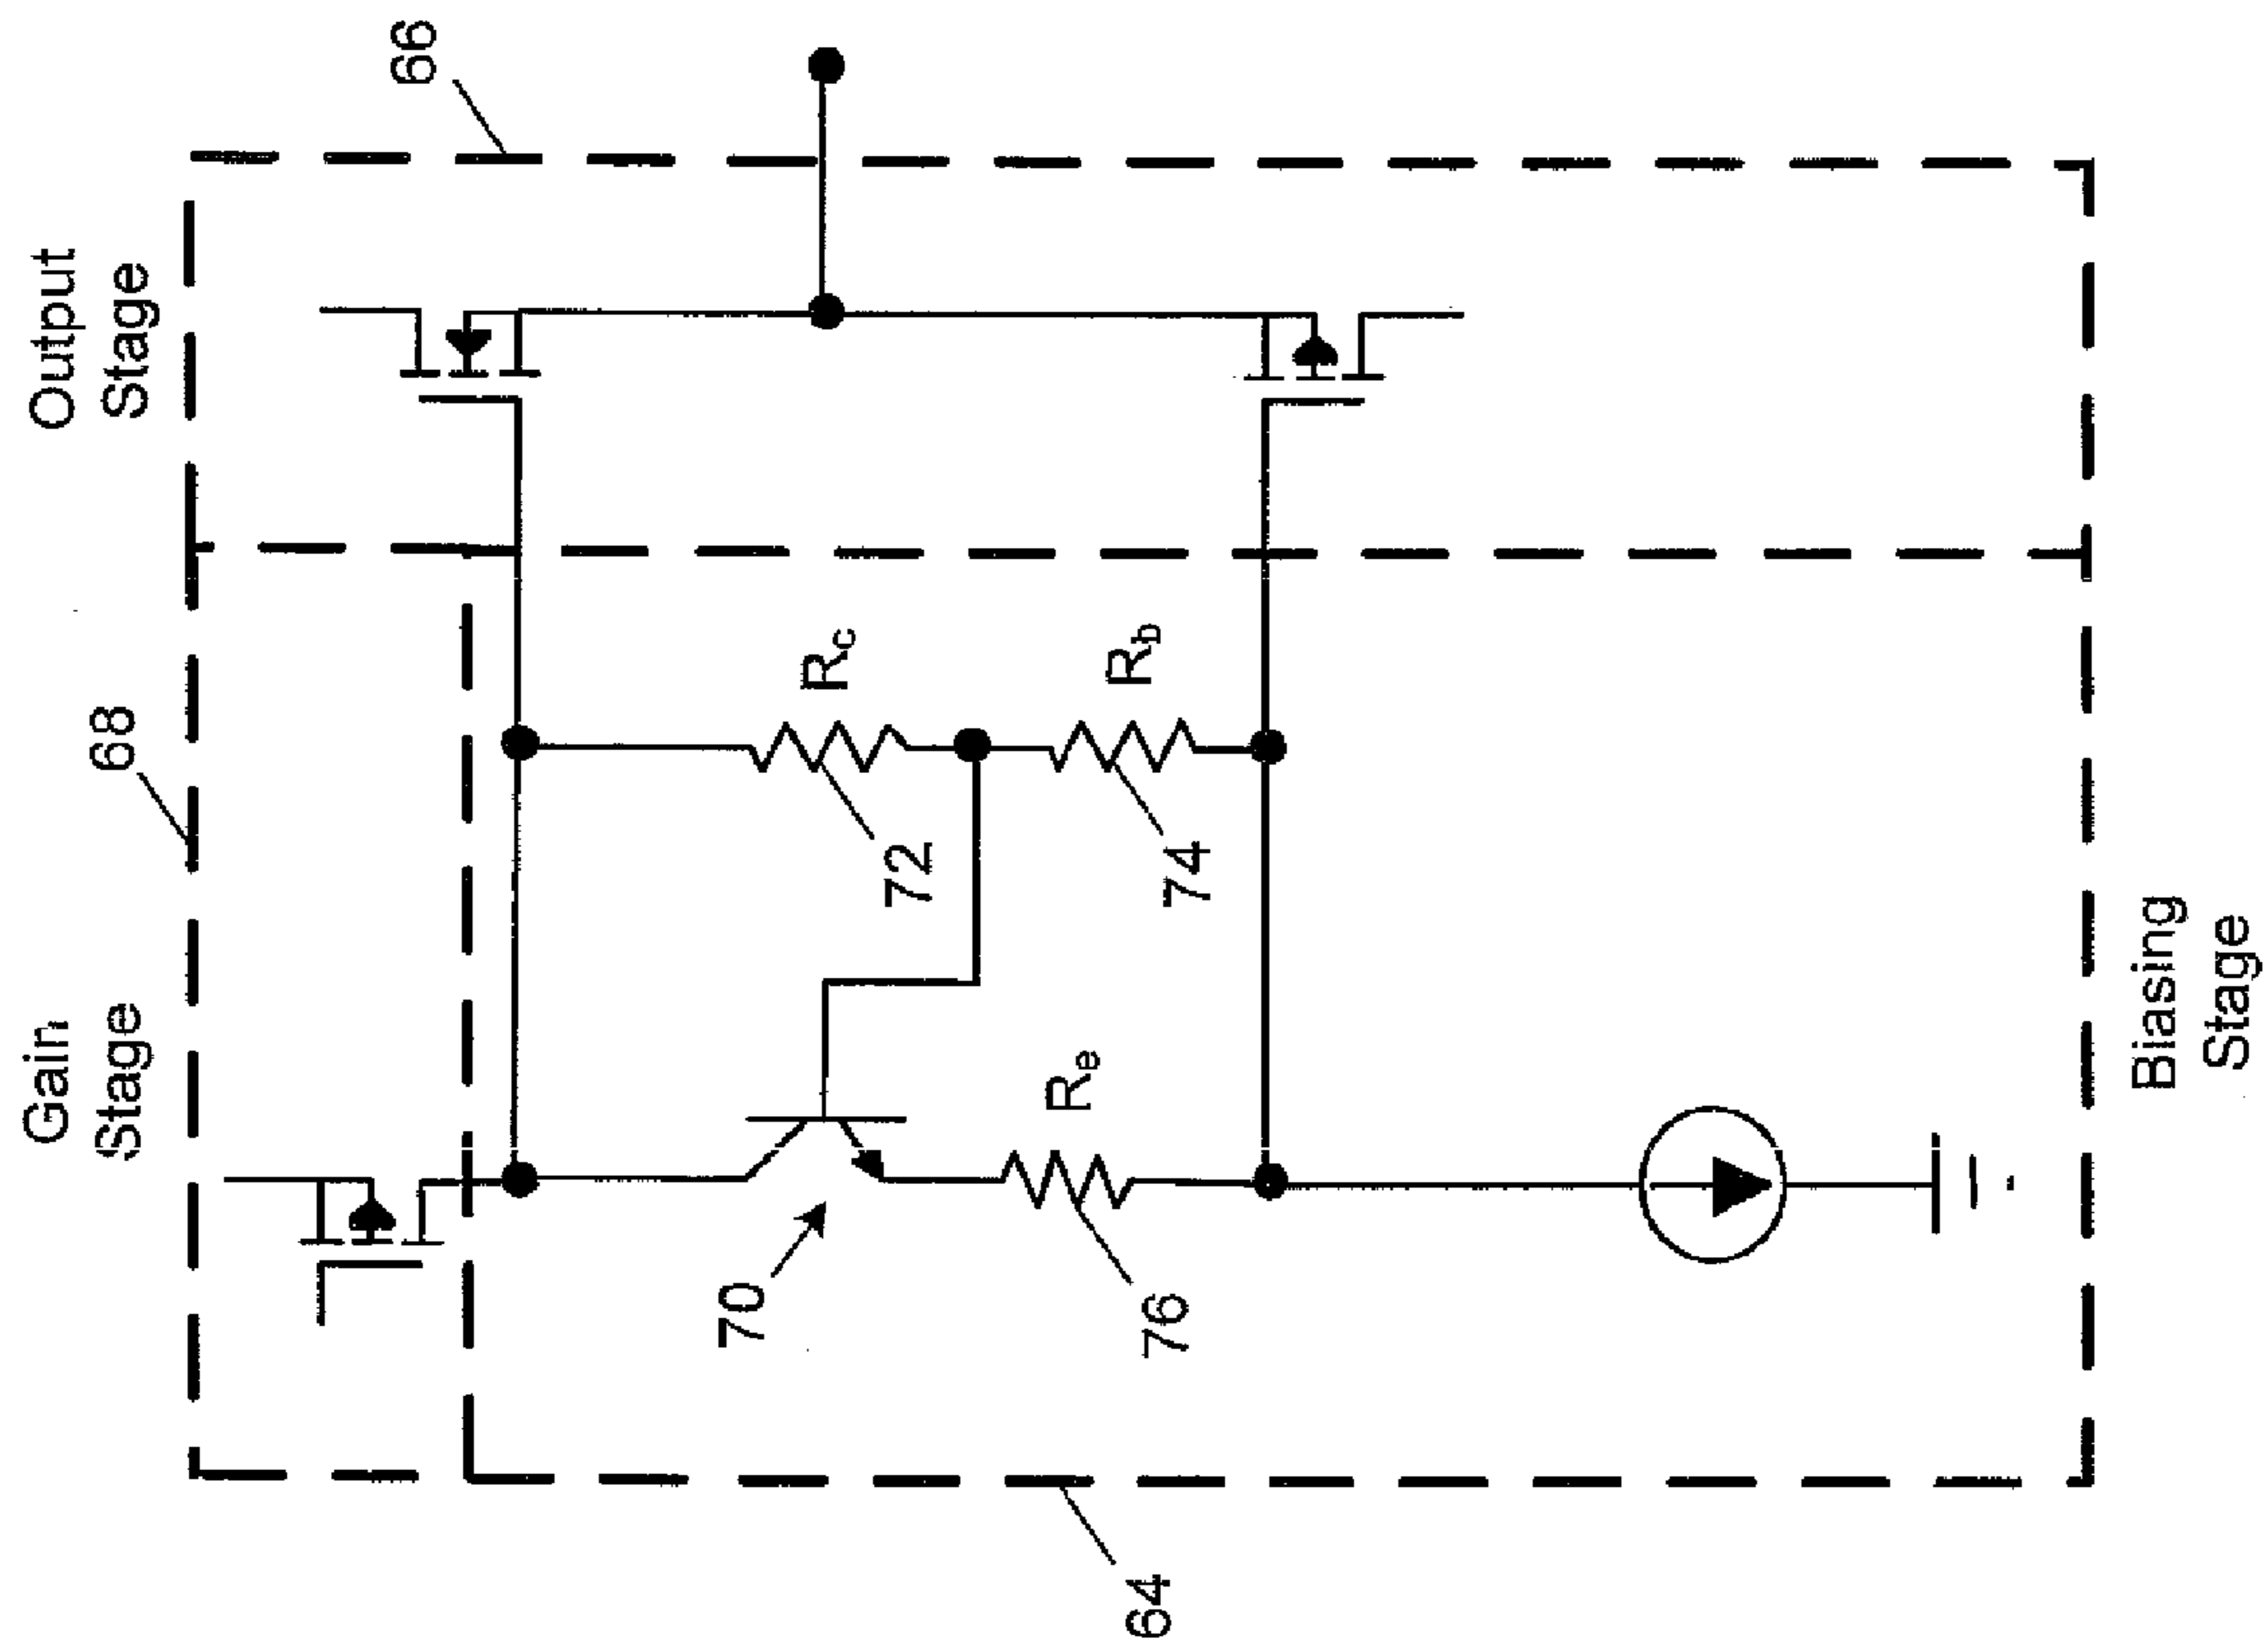 66
Output
Stage
68
Gain
Stage
Rc
Rb
72
74
Re
70
76
64
Biasing
Stage